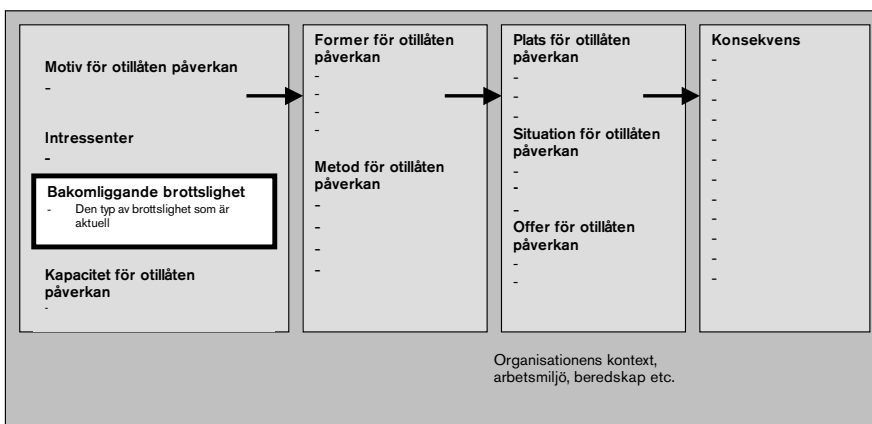 Motiv för otillåten påverkan
-
Intressenter
-
Bakomliggande brottslighet
- Den typ av brottslighet som är
aktuell
Kapacitet för otillåten
påverkan
-
Former för otillåten
påverkan
-
-
-
-
Metod för otillåten
påverkan
-
-
-
-
Plats för otillåten
påverkan
-
-
-
Situation för otillåten
påverkan
-
-
-
Offer för otillåten
påverkan
-
-
Konsekvens
-
-
-
-
-
-
-
-
-
-
-
-
Organisationens kontext,
arbetsmiljö, beredskap etc.